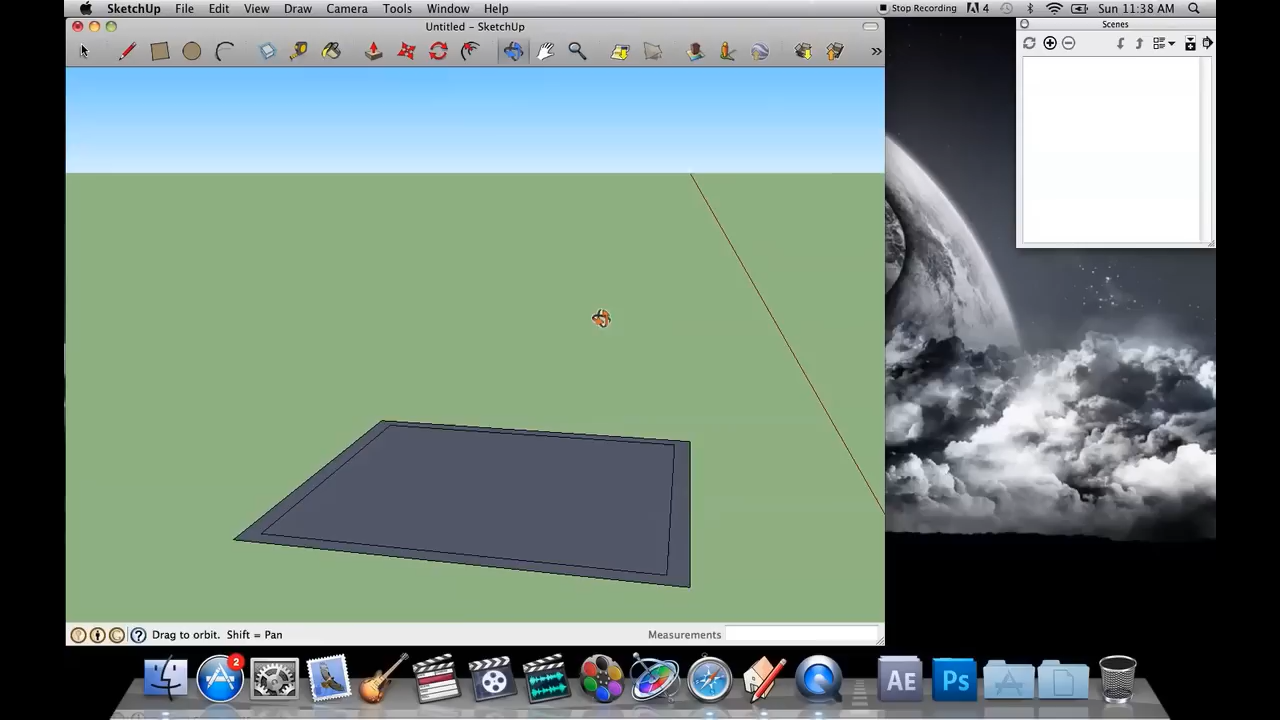 SketchUp File Edit View Draw Camera Tools Window Help Stop Recording 4 Sun 11:38 AM
Untitled - SketchUp
Scenes
Drag to orbit. Shift = Pan Measurements
2
AE Ps